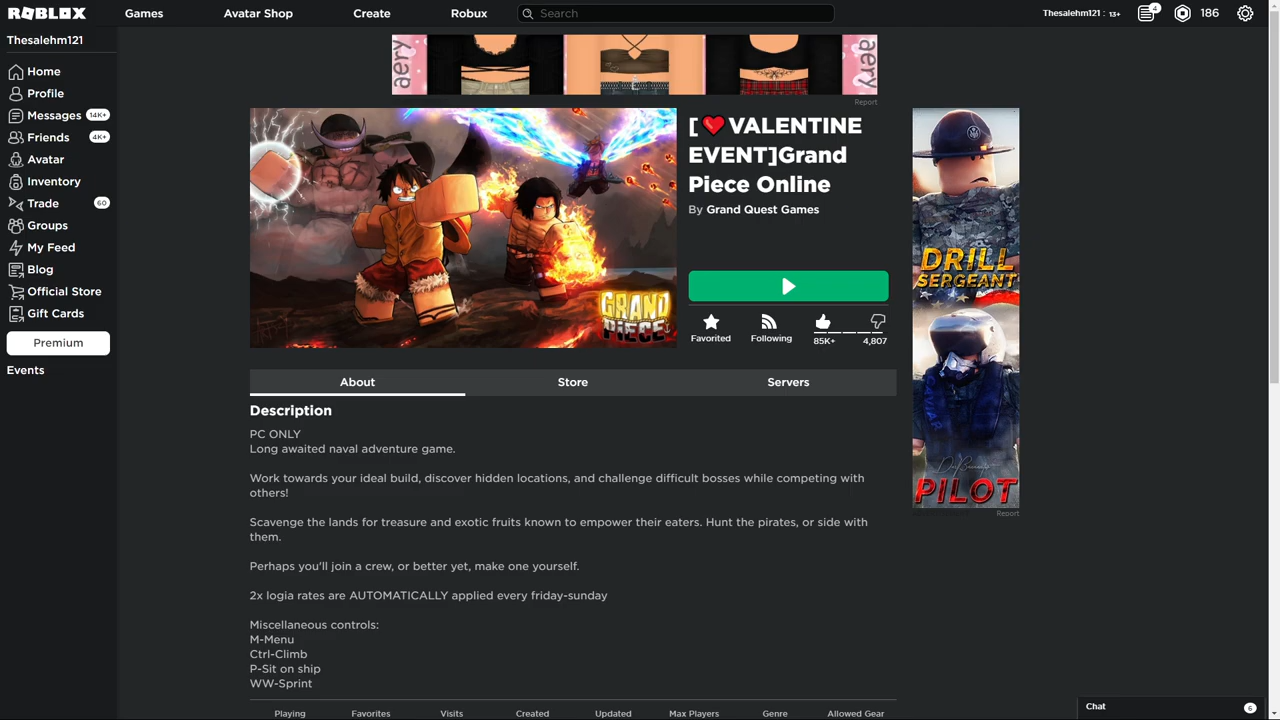 ROBLOX
Games
Avatar Shop
Create
Robux
Search
Thesalehm121 : 13+
4
186
Thesalehm121
Home
Profile
Messages 14K+
Friends 4K+
Avatar
Inventory
Trade 60
Groups
My Feed
Blog
Official Store
Gift Cards
Premium
Events
aery
aery
Report
GRAND
PIECE
[❤️VALENTINE
EVENT]Grand
Piece Online
By Grand Quest Games
Favorited
Following
85K+
4,807
DRILL
SERGEANT
PILOT
Report
About
Store
Servers
Description
PC ONLY
Long awaited naval adventure game.
Work towards your ideal build, discover hidden locations, and challenge difficult bosses while competing with
others!
Scavenge the lands for treasure and exotic fruits known to empower their eaters. Hunt the pirates, or side with
them.
Perhaps you'll join a crew, or better yet, make one yourself.
2x logia rates are AUTOMATICALLY applied every friday-sunday
Miscellaneous controls:
M-Menu
Ctrl-Climb
P-Sit on ship
WW-Sprint
Playing
Favorites
Visits
Created
Updated
Max Players
Genre
Allowed Gear
Chat
6